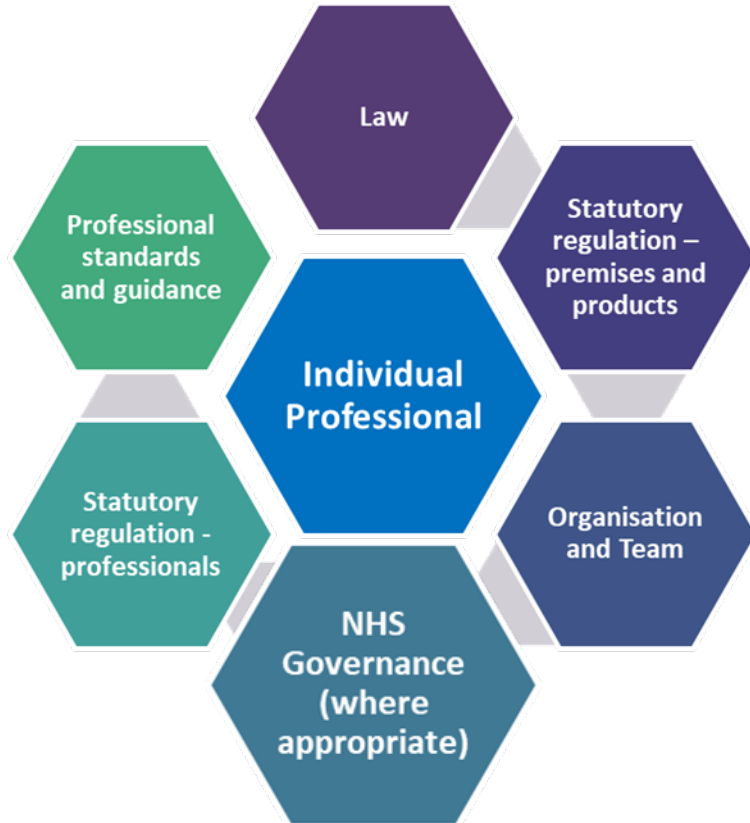 Law
Professional
standards
and guidance
Statutory
regulation –
premises and
products
Individual
Professional
Statutory
regulation -
professionals
Organisation
and Team
NHS
Governance
(where
appropriate)